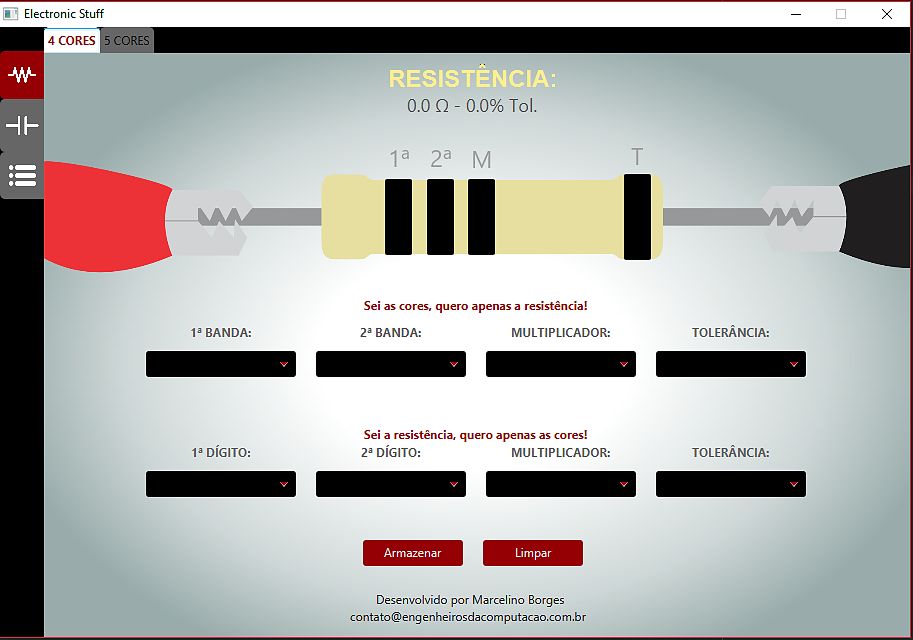 Electronic Stuff
4 CORES 5 CORES
RESISTÊNCIA:
0.0 Ω - 0.0% Tol.
1ª 2ª M T
Sei as cores, quero apenas a resistência!
1ª BANDA: 2ª BANDA: MULTIPLICADOR: TOLERÂNCIA:
Sei a resistência, quero apenas as cores!
1ª DÍGITO: 2ª DÍGITO: MULTIPLICADOR: TOLERÂNCIA:
Armazenar Limpar
Desenvolvido por Marcelino Borges
contato@engenheirosdacomputacao.com.br